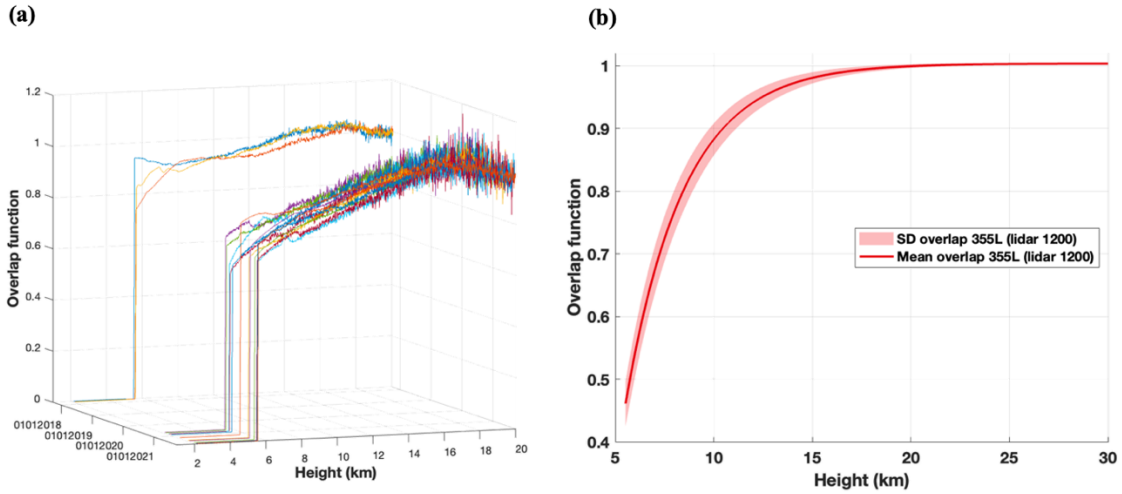 (a)
1.2
1
0.8
0.6
0.4
0.2
0
Overlap function
01012018
01012019
01012020
01012021
2 4 6 8 10 12 14 16 18 20
Height (km)
(b)
1
0.9
0.8
0.7
0.6
0.5
0.4
Overlap function
SD overlap 355L (lidar 1200)
Mean overlap 355L (lidar 1200)
5 10 15 20 25 30
Height (km)